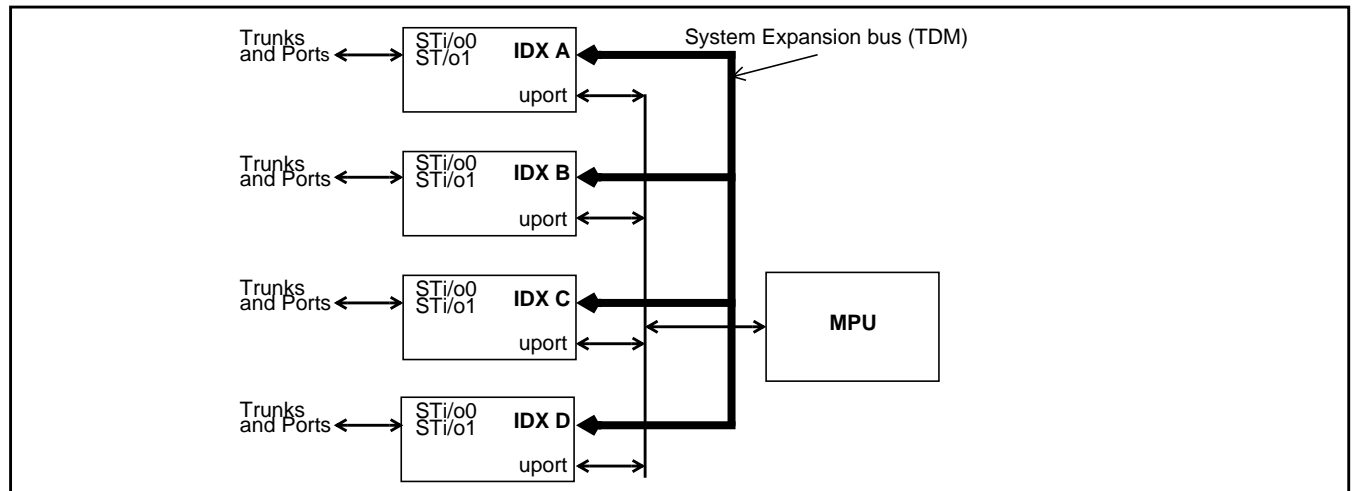 System Expansion bus (TDM)
Trunks
and Ports
STi/o0
ST/o1
IDX A
uport
Trunks
and Ports
STi/o0
STi/o1
IDX B
uport
Trunks
and Ports
STi/o0
STi/o1
IDX C
uport
MPU
Trunks
and Ports
STi/o0
STi/o1
IDX D
uport